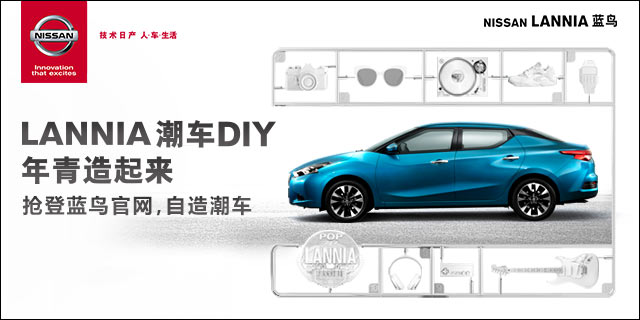 NISSAN
Innovation
that excites
技术日产 人·车·生活
NISSAN LANNIA 蓝鸟
LANNIA 潮车DIY
年青造起来
抢登蓝鸟官网,自造潮车
POP
LANNIA